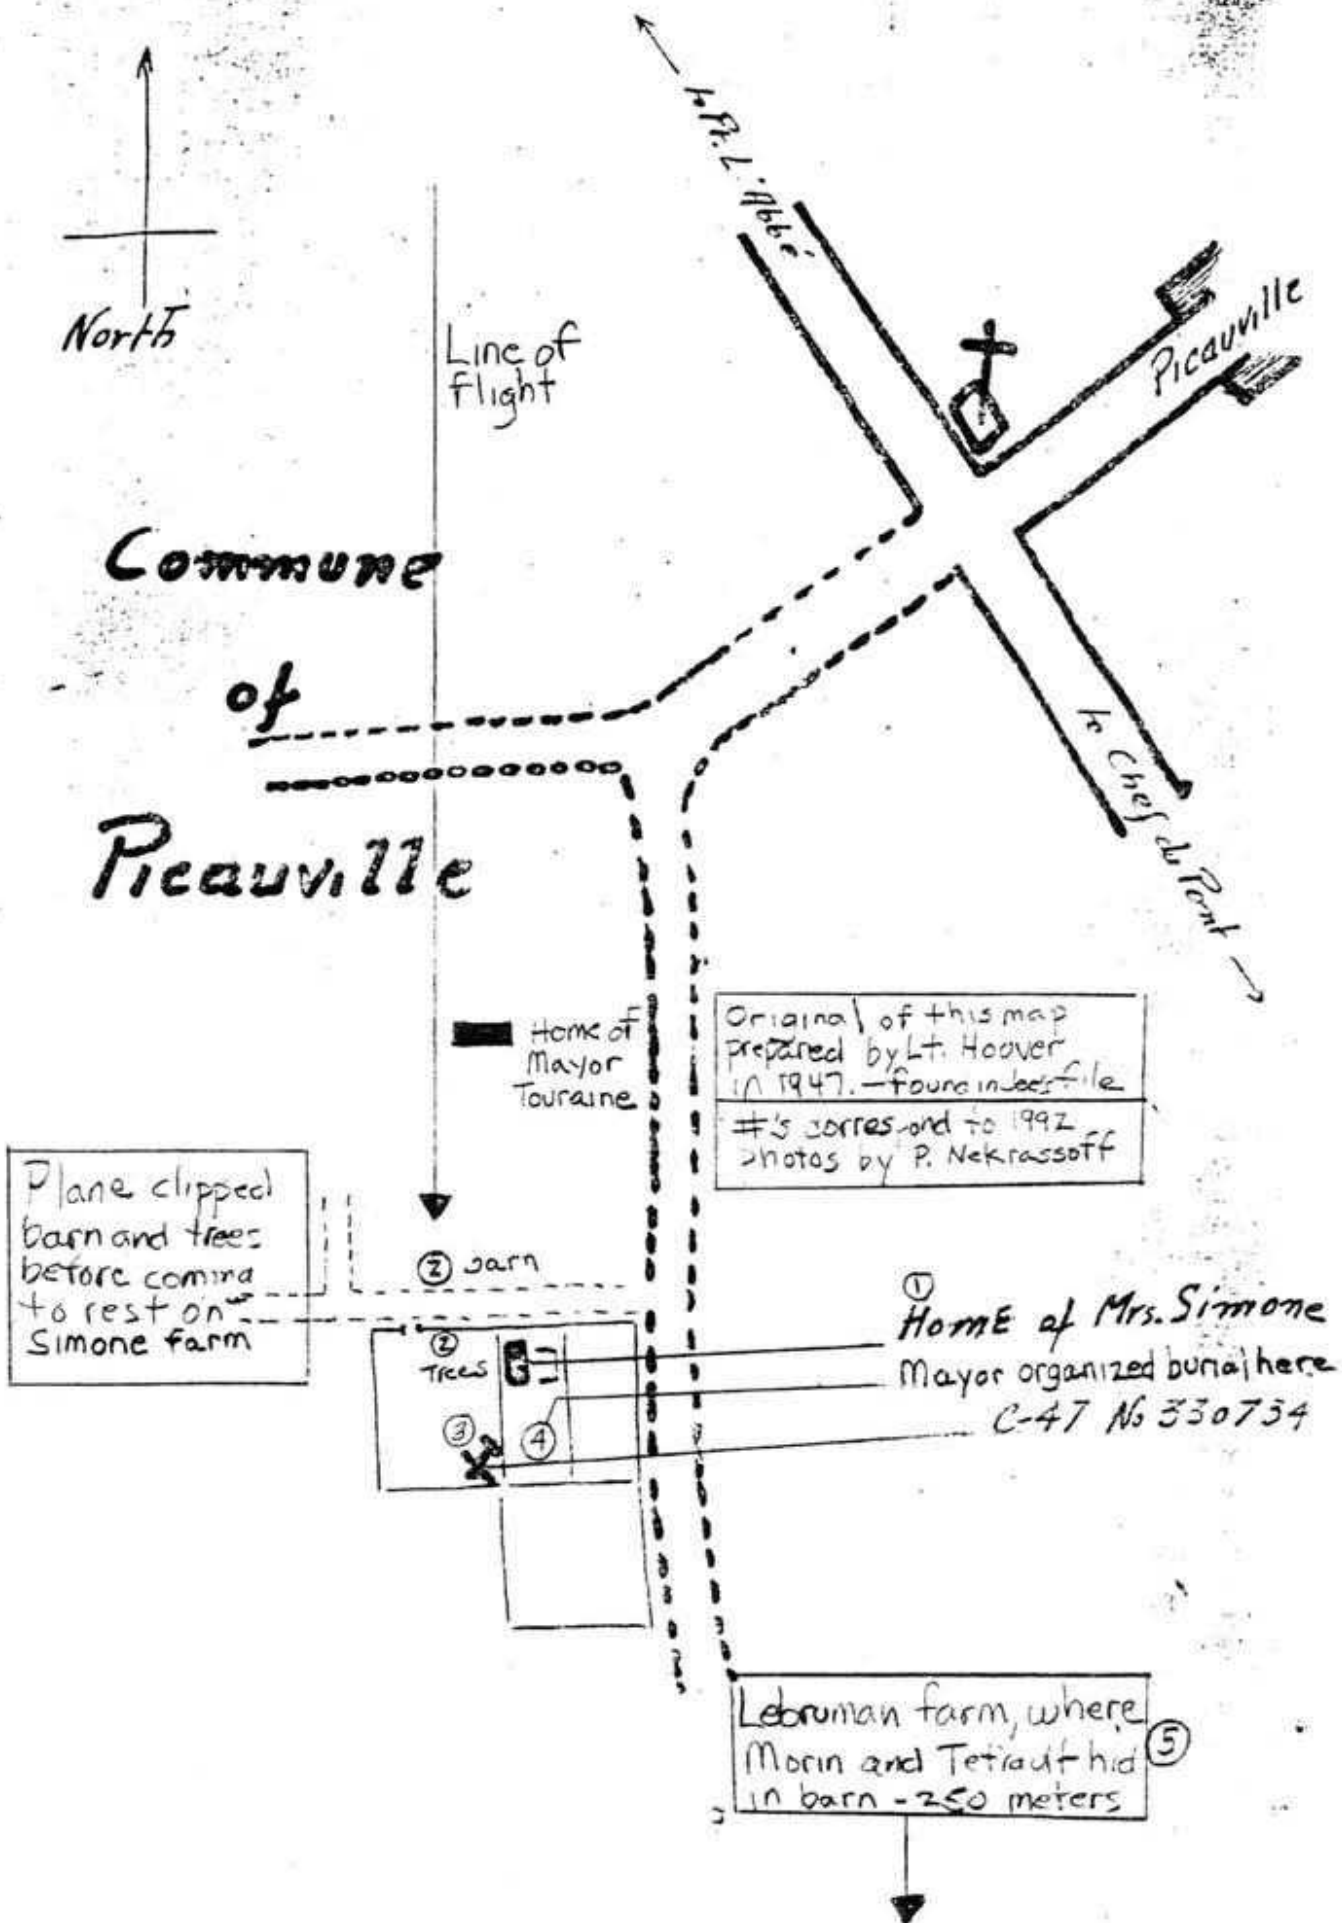 North
to Pt. L'Abbé
Line of
flight
Picauville
Commune
of
Picauville
to Chef du Pont
Home of
Mayor
Touraine
Original of this map
prepared by Lt. Hoover
in 1947. - found in Joe's file
#'s correspond to 1992
photos by P. Nekrassoff
Plane clipped
barn and trees
before coming
to rest on
Simone farm
② barn
②
Trees
③
④
①
Home of Mrs. Simone
Mayor organized burial here
C-47 No 330734
Lebruman farm, where
Morin and Tetrault hid
in barn - 250 meters
⑤